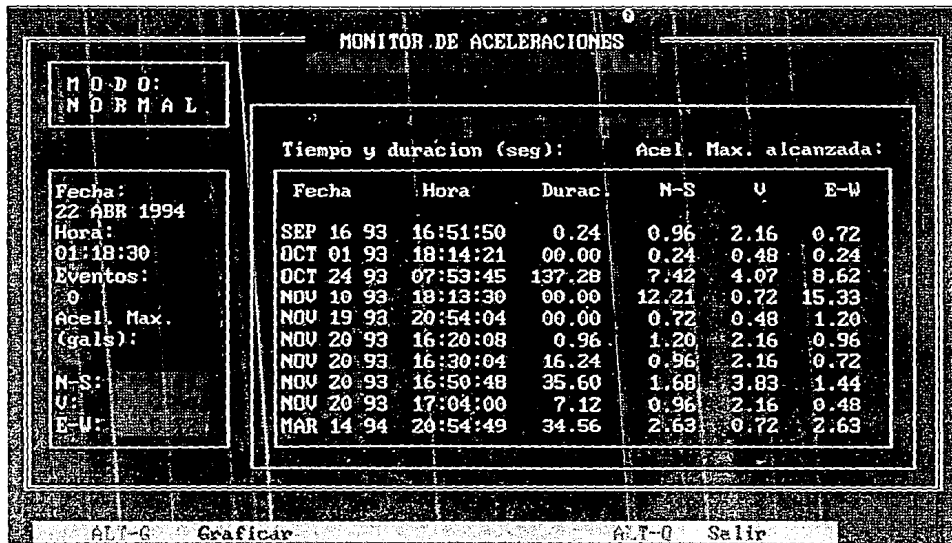 MONITOR DE ACELERACIONES
M O D O:
N O R M A L
Tiempo y duracion (seg): Acel. Max. alcanzada:
Fecha:
22 ABR 1994
Hora:
01:18:30
Eventos:
0
Acel. Max.
(gals):
N-S:
V:
E-W:
Fecha Hora Durac. N-S V E-W
SEP 16 93 16:51:50 0.24 0.96 2.16 0.72
OCT 01 93 18:14:21 00.00 0.24 0.48 0.24
OCT 24 93 07:53:45 137.28 7.42 4.07 8.62
NOV 10 93 18:13:30 00.00 12.21 0.72 15.33
NOV 19 93 20:54:04 00.00 0.72 0.48 1.20
NOV 20 93 16:20:08 0.96 1.20 2.16 0.96
NOV 20 93 16:30:04 16.24 0.96 2.16 0.72
NOV 20 93 16:50:48 35.60 1.68 3.83 1.44
NOV 20 93 17:04:00 7.12 0.96 2.16 0.48
MAR 14 94 20:54:49 34.56 2.63 0.72 2.63
ALT-G Graficar ALT-Q Salir